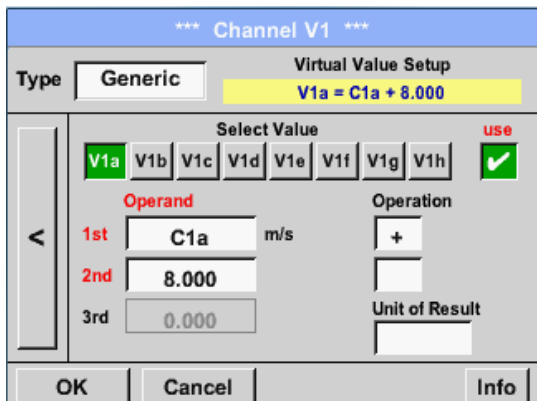 *** Channel V1 ***
Type Generic
Virtual Value Setup
V1a = C1a + 8.000
Select Value
use
V1a V1b V1c V1d V1e V1f V1g V1h
Operand
Operation
< 1st C1a m/s +
2nd 8.000
3rd 0.000
Unit of Result
OK Cancel Info